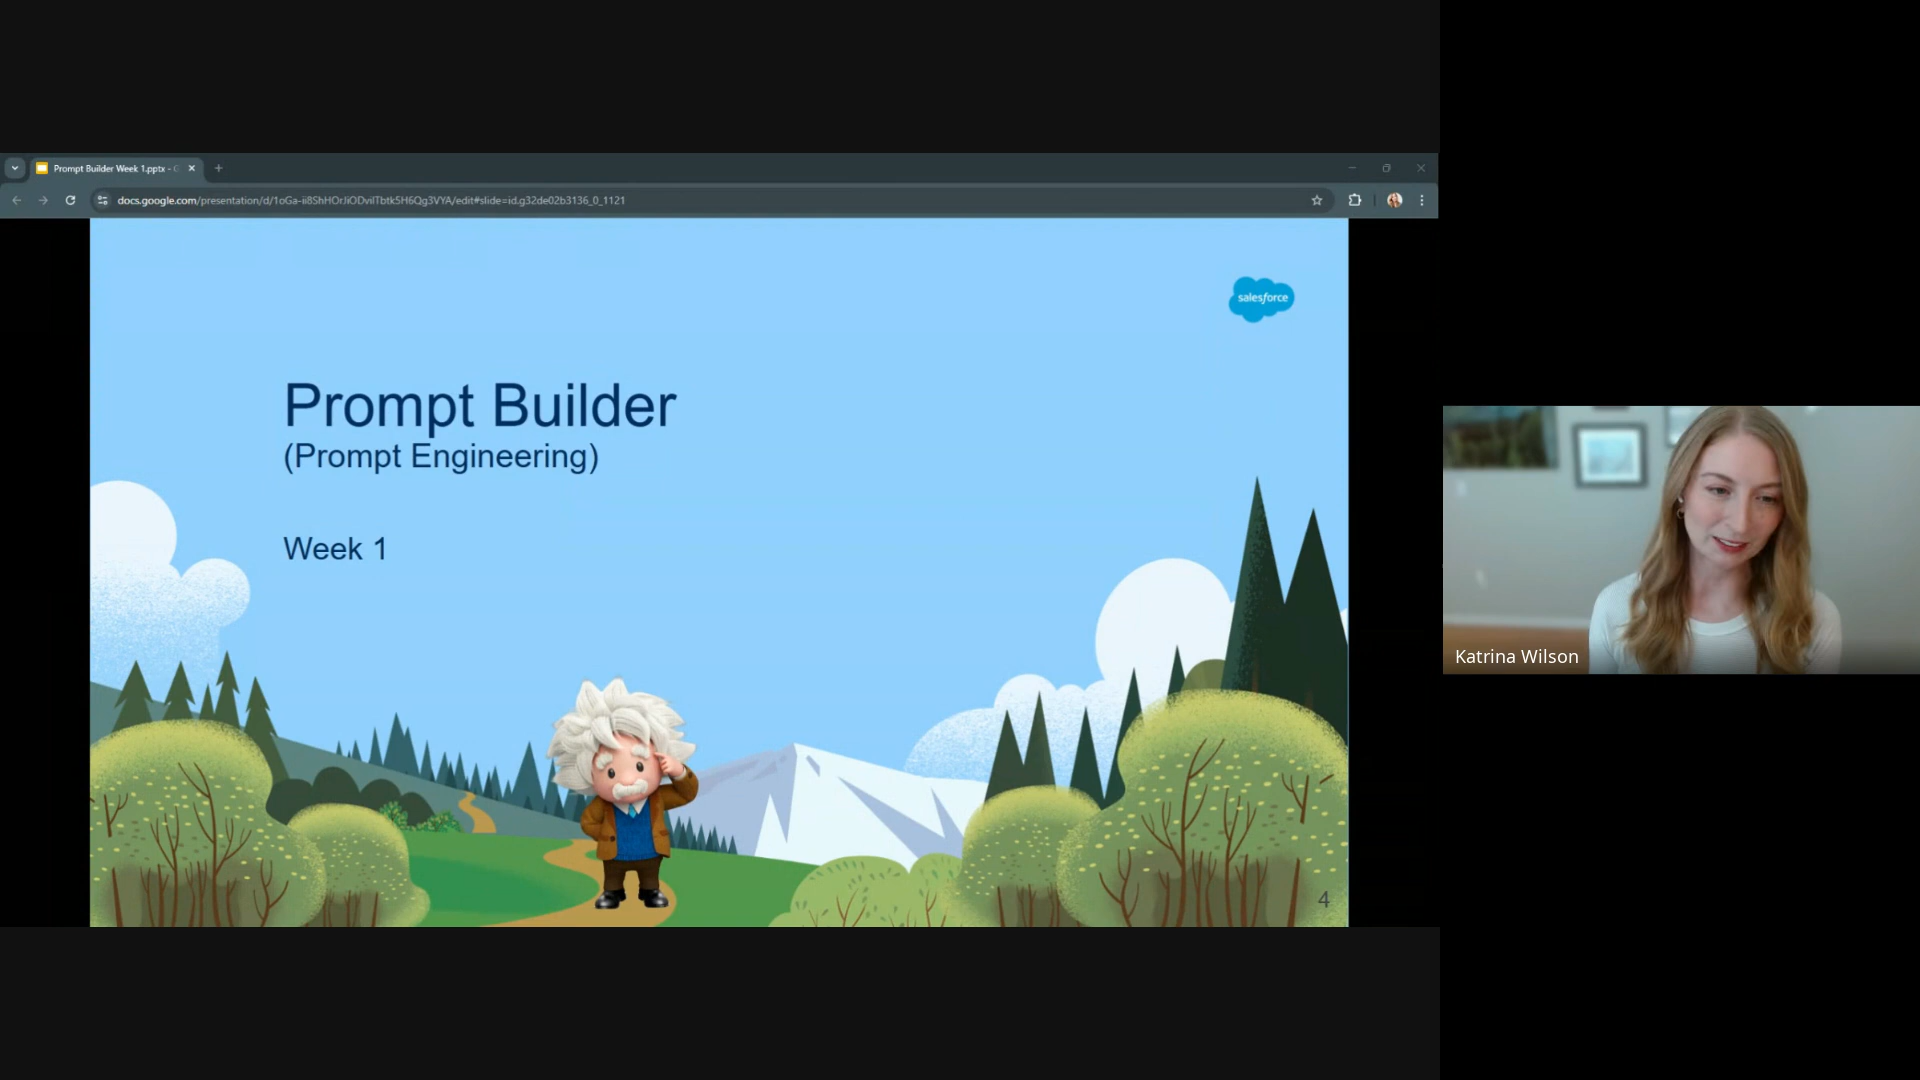 Prompt Builder Week 1.pptx - G
docs.google.com/presentation/d/1oGa-ii8ShHOrJiODvilTbtk5H6Qg3VYA/edit#slide=id.g32de02b3136_0_1121
salesforce
Prompt Builder
(Prompt Engineering)
Week 1
4
Katrina Wilson